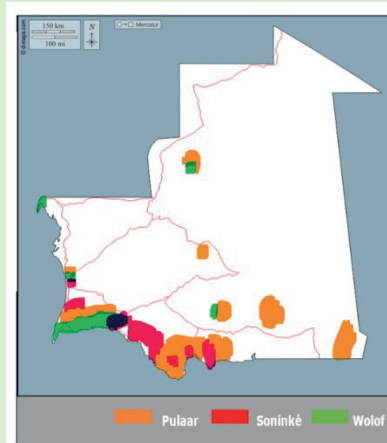 150 km
100 mi
N
Mercator
© d-maps.com
Pulaar
Soninké
Wolof